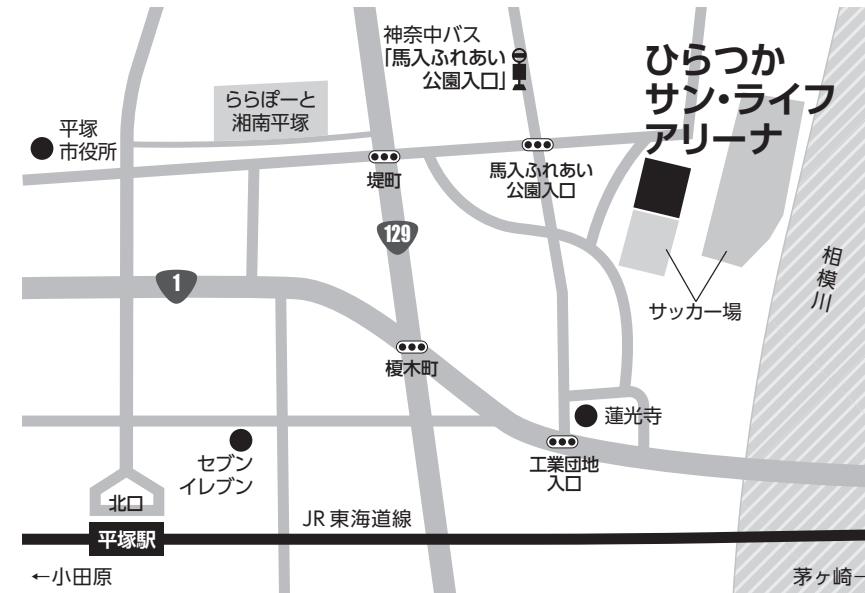 神奈中バス
「馬入ふれあい
公園入口」
ひらつか
サン・ライフ
アリーナ
ららぽーと
湘南平塚
平塚
市役所
堤町
馬入ふれあい
公園入口
129
相模川
1
サッカー場
榎木町
蓮光寺
セブン
イレブン
工業団地
入口
北口
JR東海道線
平塚駅
←小田原
茅ヶ崎→